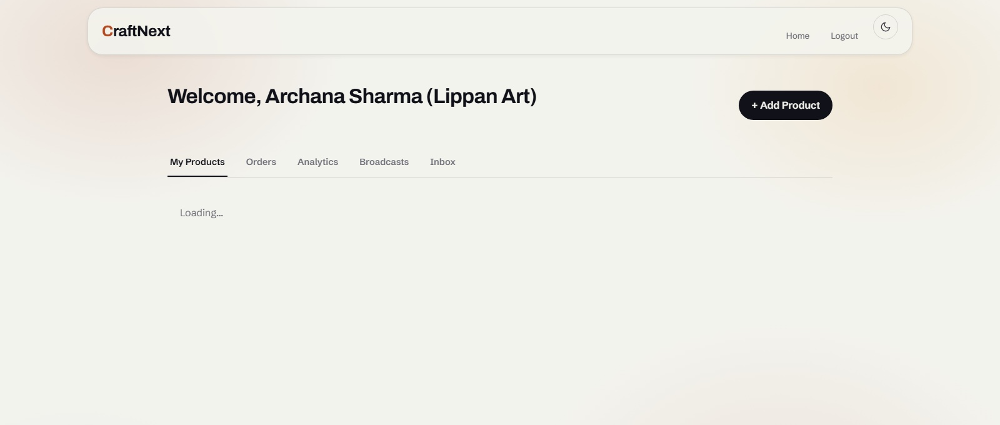 CraftNext
Home
Logout
Welcome, Archana Sharma (Lippan Art)
+ Add Product
My Products
Orders
Analytics
Broadcasts
Inbox
Loading...